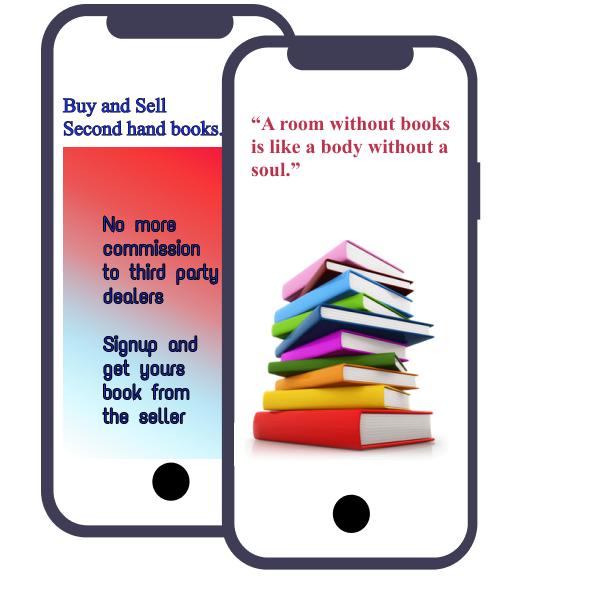 Buy and Sell
Second hand books.
No more
commission
to third party
dealers
Signup and
get yours
book from
the seller
“A room without books
is like a body without a
soul.”